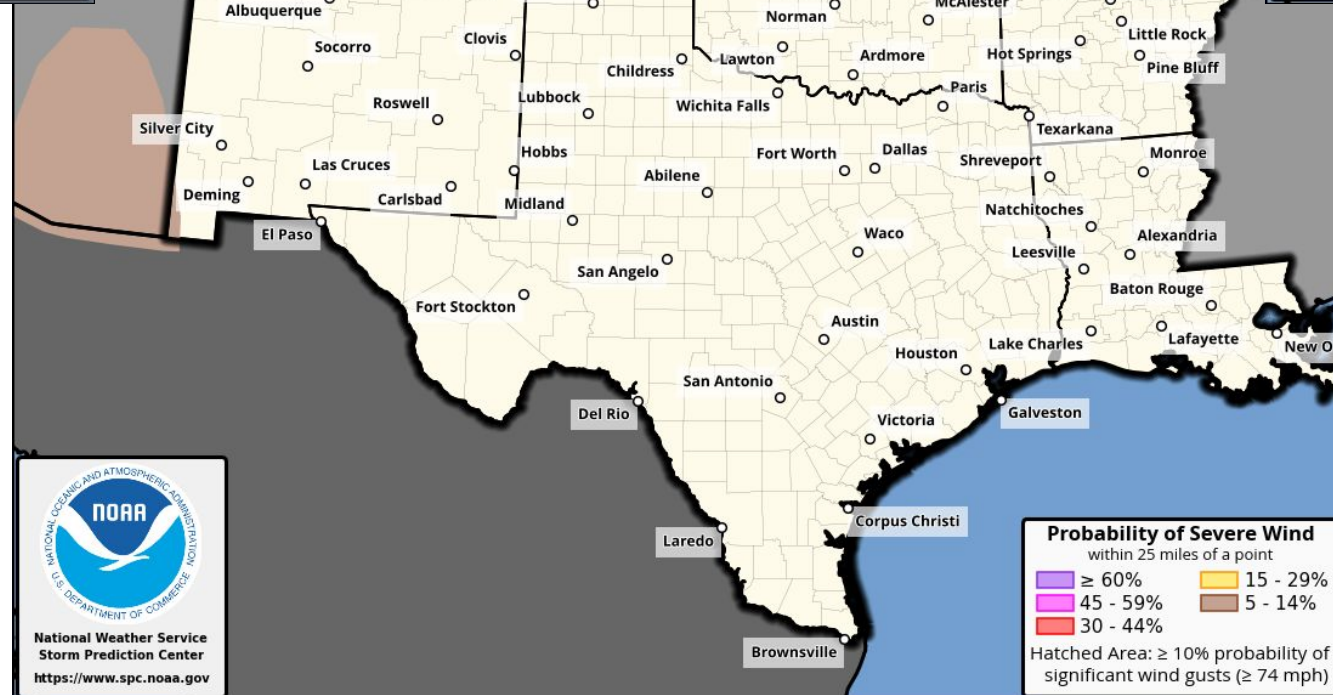 Albuquerque
Socorro
Clovis
Norman
McAlester
Little Rock
Hot Springs
Pine Bluff
Lawton
Ardmore
Childress
Roswell
Lubbock
Wichita Falls
Paris
Silver City
Texarkana
Las Cruces
Hobbs
Fort Worth
Dallas
Shreveport
Monroe
Abilene
Deming
Carlsbad
Midland
Natchitoches
El Paso
Waco
Alexandria
San Angelo
Leesville
Baton Rouge
Fort Stockton
Austin
Houston
Lake Charles
Lafayette
New O
San Antonio
Del Rio
Victoria
Galveston
Corpus Christi
Laredo
Brownsville
NATIONAL OCEANIC AND ATMOSPHERIC ADMINISTRATION
NOAA
U.S. DEPARTMENT OF COMMERCE
National Weather Service
Storm Prediction Center
https://www.spc.noaa.gov
Probability of Severe Wind
within 25 miles of a point
≥ 60%
15 - 29%
45 - 59%
5 - 14%
30 - 44%
Hatched Area: ≥ 10% probability of
significant wind gusts (≥ 74 mph)